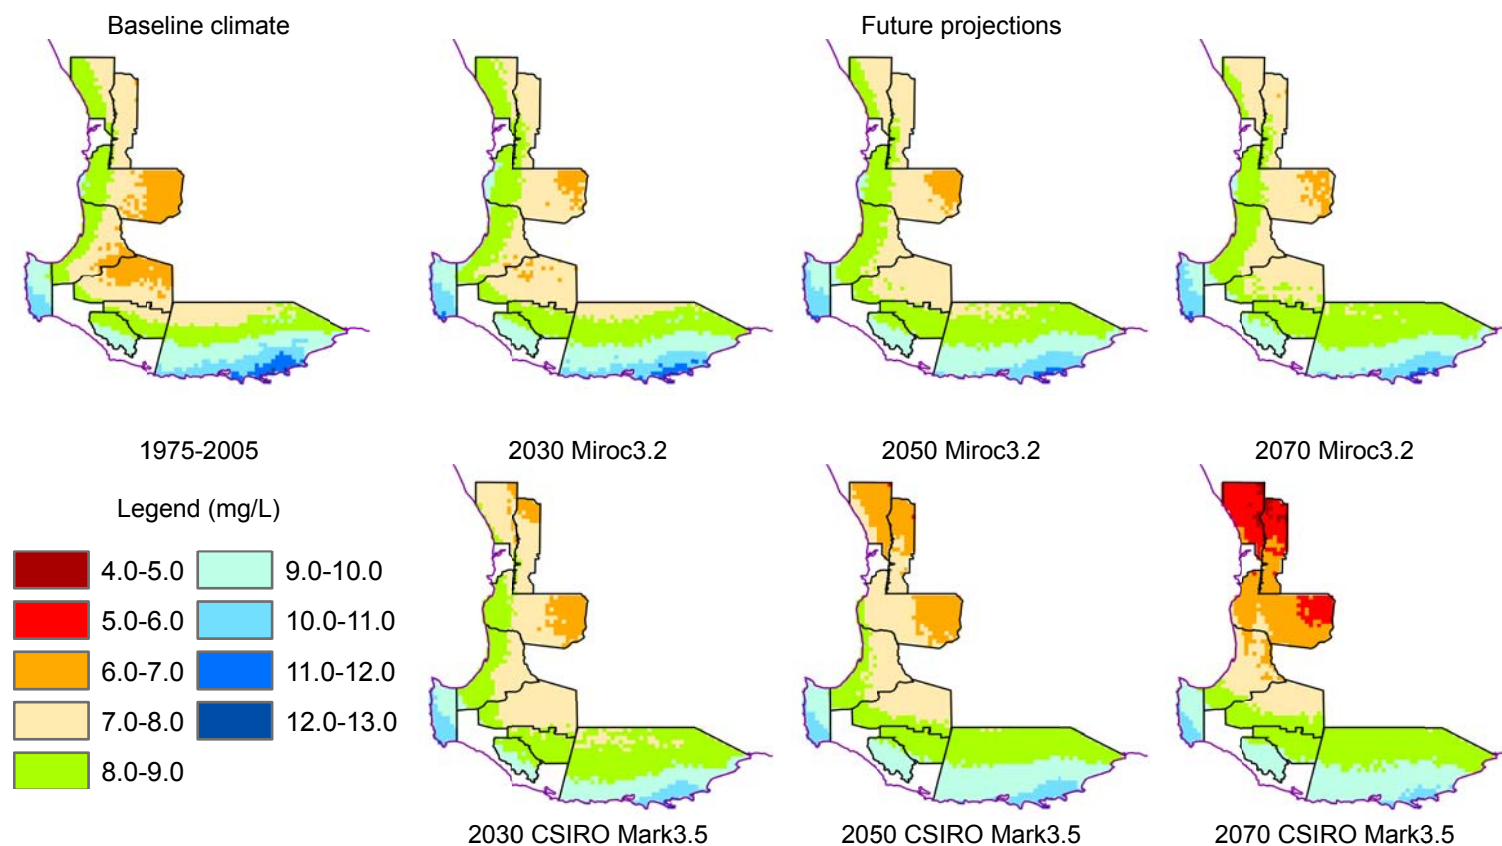 Baseline climate
Future projections
1975-2005
2030 Miroc3.2
2050 Miroc3.2
2070 Miroc3.2
Legend (mg/L)
4.0-5.0
5.0-6.0
6.0-7.0
7.0-8.0
8.0-9.0
9.0-10.0
10.0-11.0
11.0-12.0
12.0-13.0
2030 CSIRO Mark3.5
2050 CSIRO Mark3.5
2070 CSIRO Mark3.5